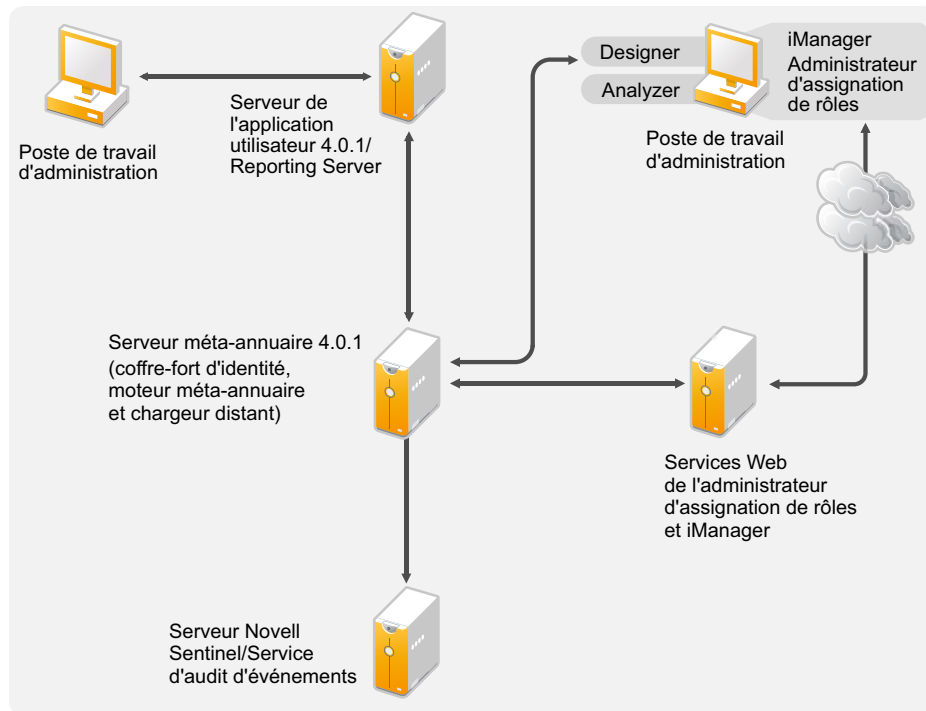 Designer
Analyzer
iManager
Administrateur
d'assignation
de rôles
Poste de travail
d'administration
Serveur de
l'application
utilisateur 4.0.1/
Reporting Server
Poste de travail
d'administration
Serveur méta-annuaire 4.0.1
(coffre-fort d'identité,
moteur méta-annuaire
et chargeur distant)
Services Web
de l'administrateur
d'assignation de rôles
et iManager
Serveur Novell
Sentinel/Service
d'audit d'événements